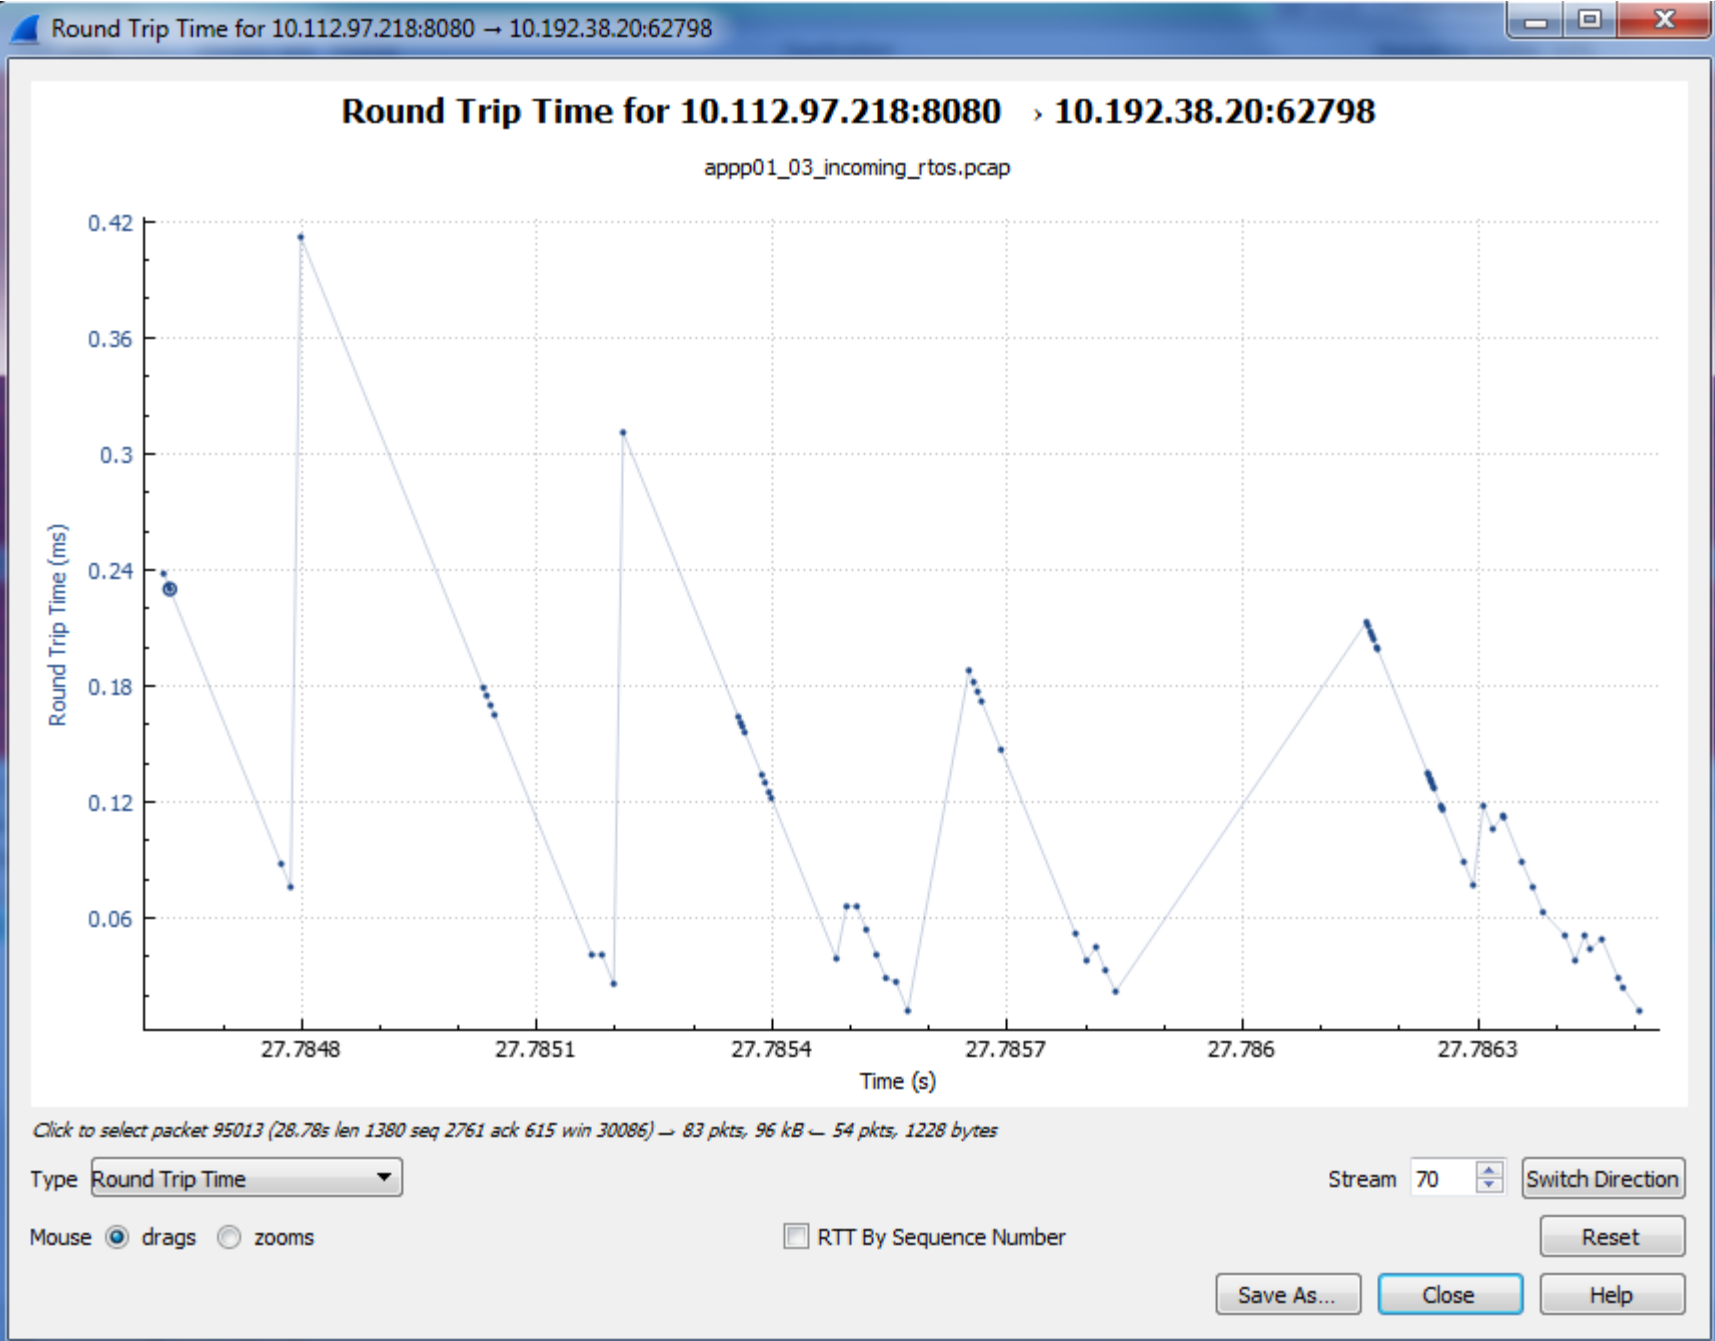 Round Trip Time for 10.112.97.218:8080 → 10.192.38.20:62798
Round Trip Time for 10.112.97.218:8080 › 10.192.38.20:62798
appp01_03_incoming_rtos.pcap
0.42
0.36
0.3
0.24
0.18
0.12
0.06
Round Trip Time (ms)
27.7848 27.7851 27.7854 27.7857 27.786 27.7863
Time (s)
Click to select packet 95013 (28.78s len 1380 seq 2761 ack 615 win 30086) → 83 pkts, 96 kB ← 54 pkts, 1228 bytes
Type Round Trip Time Stream 70 Switch Direction
Mouse drags zooms RTT By Sequence Number Reset
Save As... Close Help